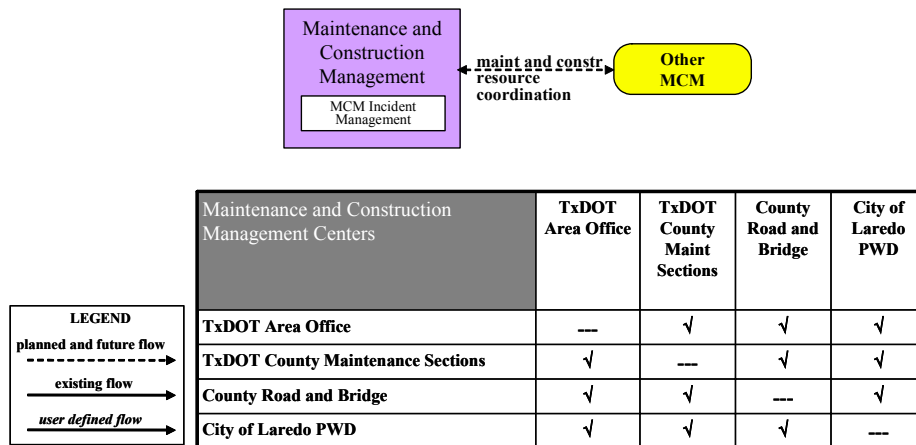 Maintenance and
Construction
Management
MCM Incident
Management
maint and constr
resource
coordination
Other
MCM
Maintenance and Construction
Management Centers
TxDOT
Area Office
TxDOT
County
Maint
Sections
County
Road and
Bridge
City of
Laredo
PWD
TxDOT Area Office --- √ √ √
TxDOT County Maintenance Sections √ --- √ √
County Road and Bridge √ √ --- √
City of Laredo PWD √ √ √ ---
LEGEND
planned and future flow
existing flow
user defined flow